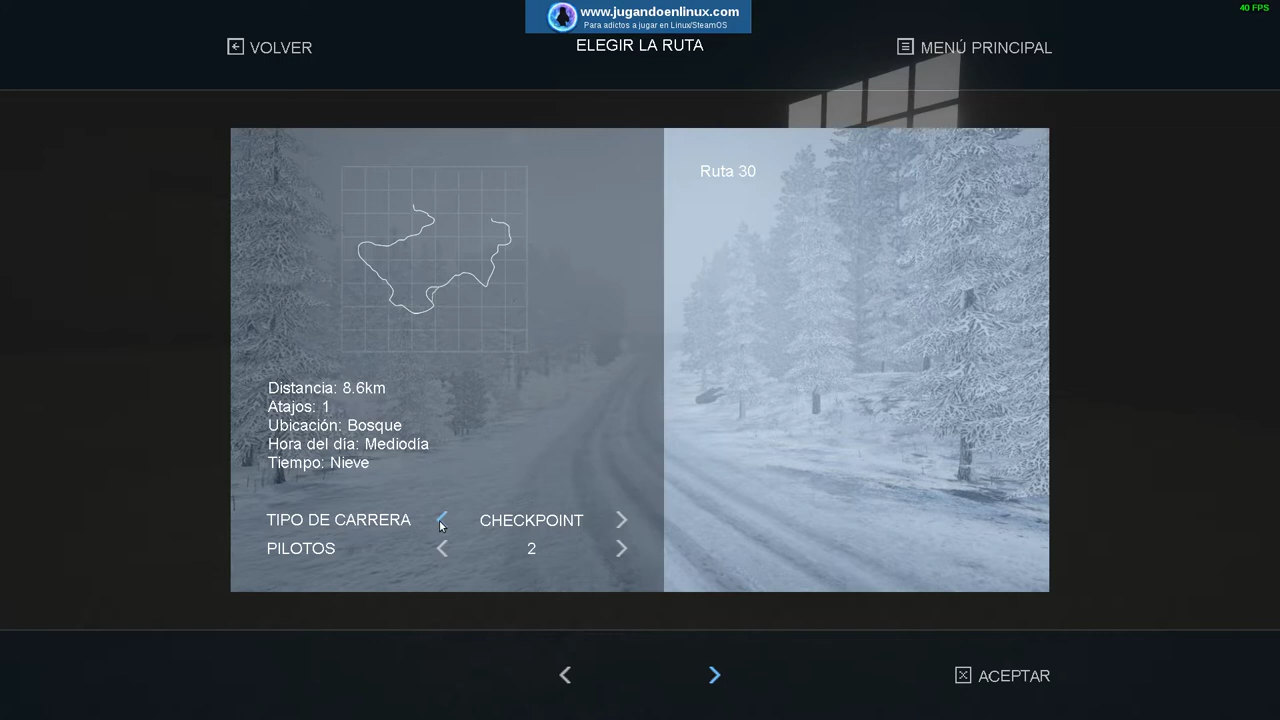 www.jugandoenlinux.com
Para adictos a jugar en Linux/SteamOS
40 FPS
VOLVER
ELEGIR LA RUTA
MENÚ PRINCIPAL
Ruta 30
Distancia: 8.6km
Atajos: 1
Ubicación: Bosque
Hora del día: Mediodía
Tiempo: Nieve
TIPO DE CARRERA CHECKPOINT
PILOTOS 2
ACEPTAR